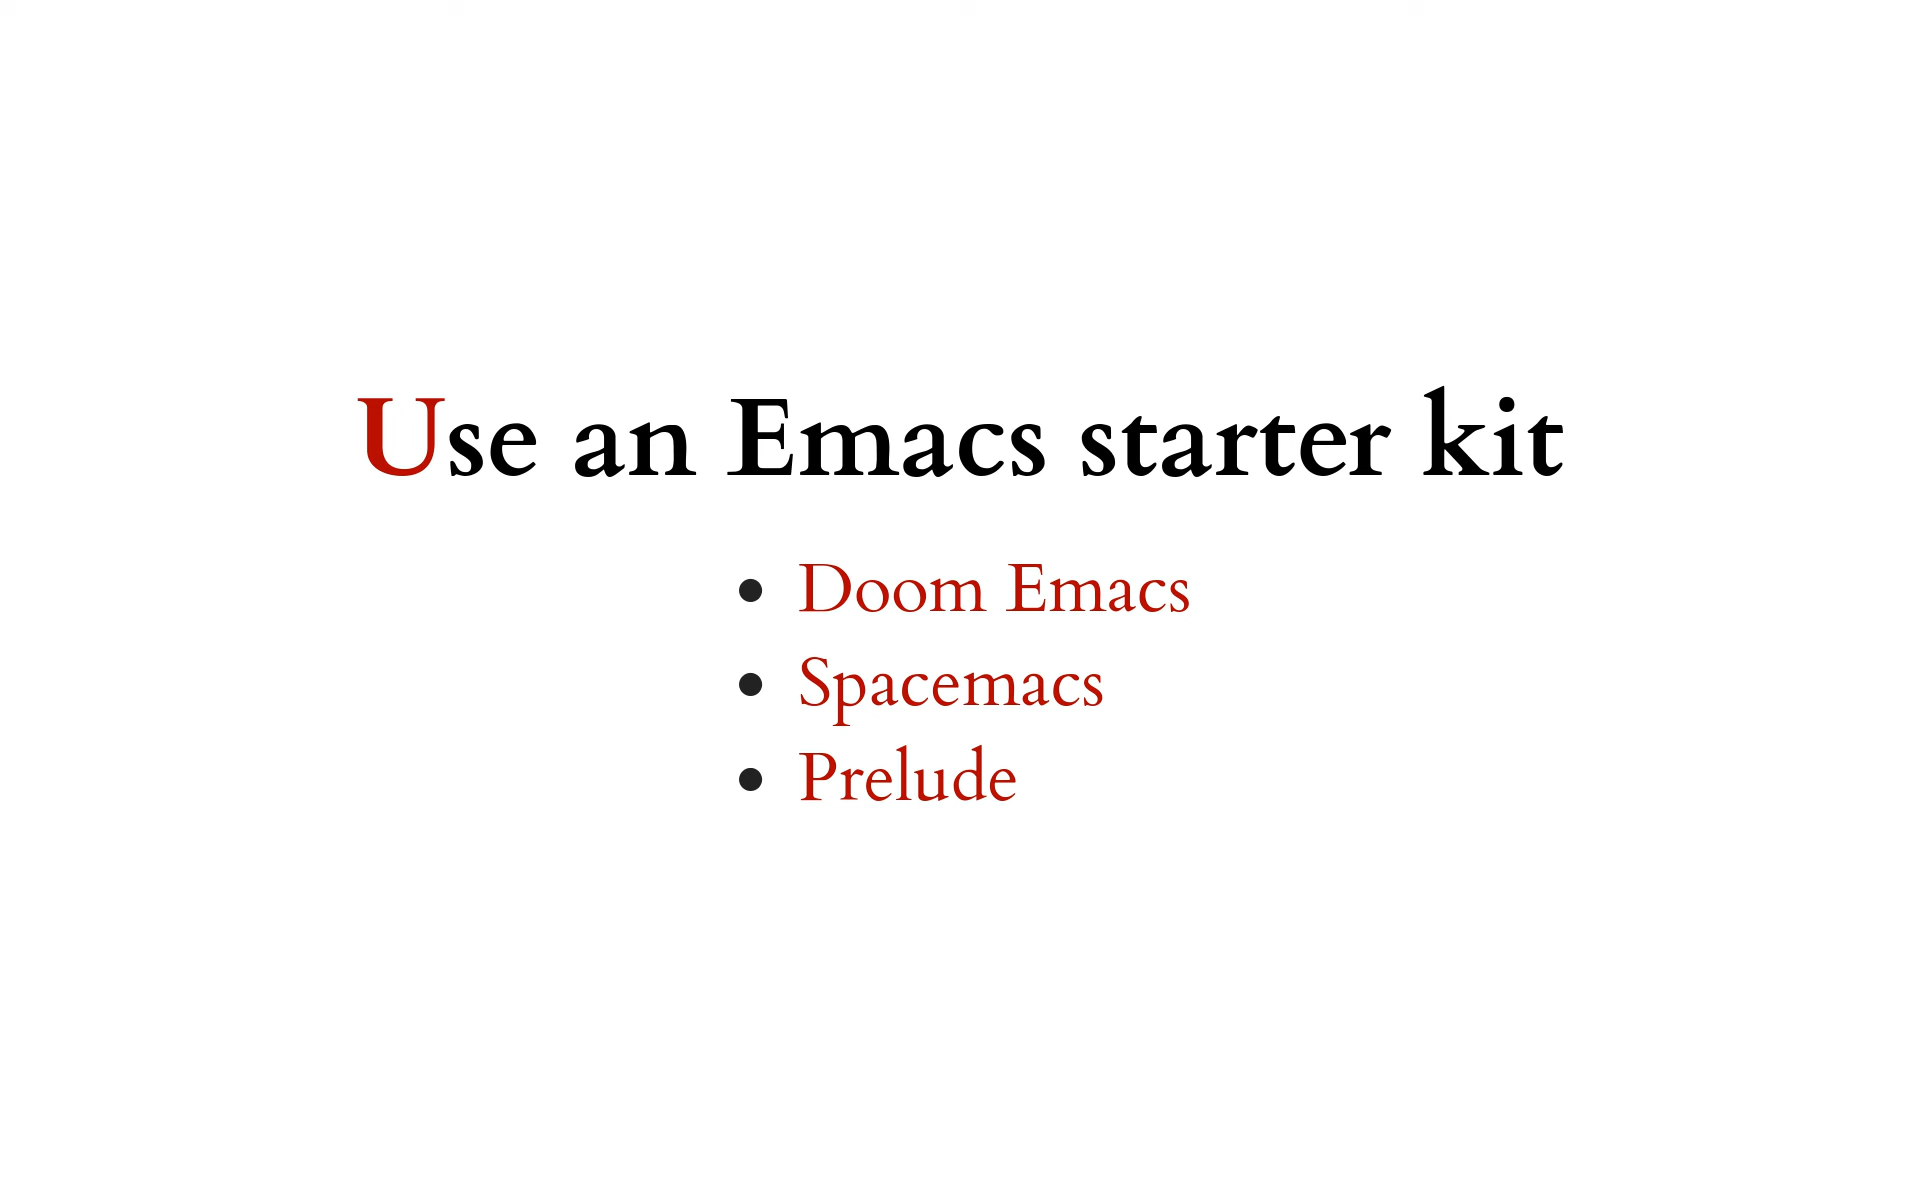 Use an Emacs starter kit
• Doom Emacs
• Spacemacs
• Prelude